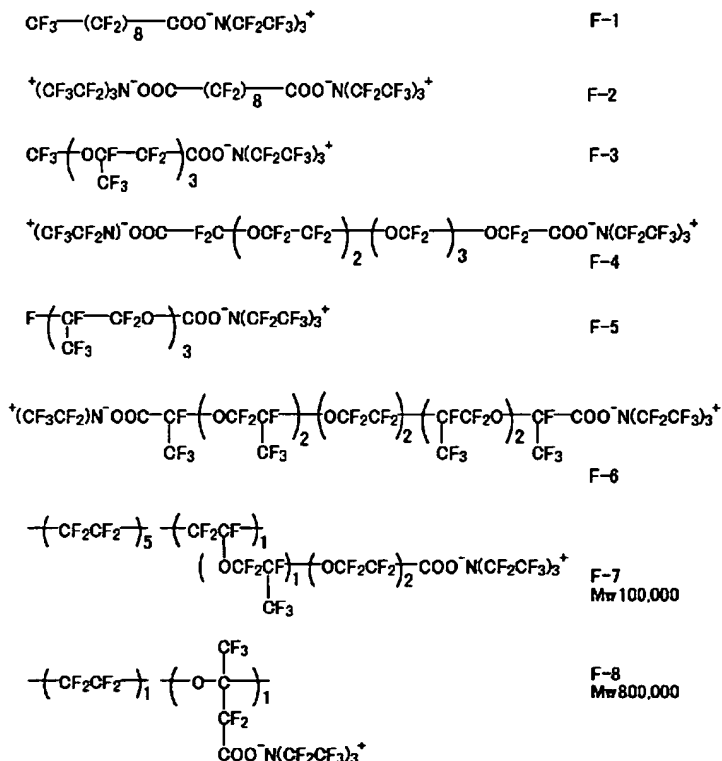 CF3—(CF2)8—COO⁻N(CF2CF3)3⁺ F-1
⁺(CF3CF2)3N⁻OOC—(CF2)8—COO⁻N(CF2CF3)3⁺ F-2
CF3—(OCF—CF2)3—COO⁻N(CF2CF3)3⁺ F-3
CF3
⁺(CF3CF2N)⁻OOC—F2C—(OCF2—CF2)2—(OCF2)3—OCF2—COO⁻N(CF2CF3)3⁺
F-4
F—(CF—CF2O)3—COO⁻N(CF2CF3)3⁺ F-5
CF3
⁺(CF3CF2)N⁻OOC—CF—(OCF2CF)2—(OCF2CF2)2—(CFCF2O)2—CF—COO⁻N(CF2CF3)3⁺
CF3 CF3 CF3 CF3
F-6
—(CF2CF2)5—(CF2CF)1—
(OCF2CF)1—(OCF2CF2)2—COO⁻N(CF2CF3)3⁺ F-7
CF3 Mw100,000
CF3
—(CF2CF2)1—(O—C)1— F-8
Mw800,000
CF2
COO⁻N(CF2CF3)3⁺